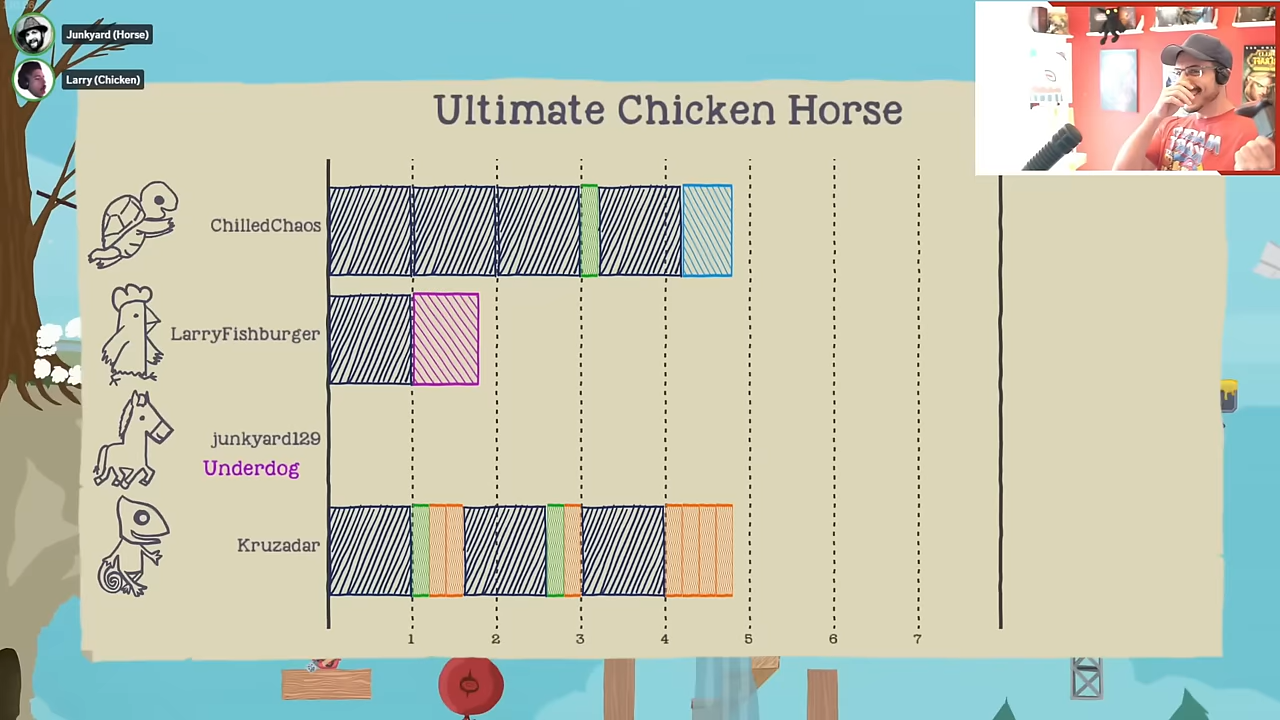 Junkyard (Horse)
Larry (Chicken)
Ultimate Chicken Horse
ChilledChaos
LarryFishburger
junkyard129
Underdog
Kruzadar
1 2 3 4 5 6 7